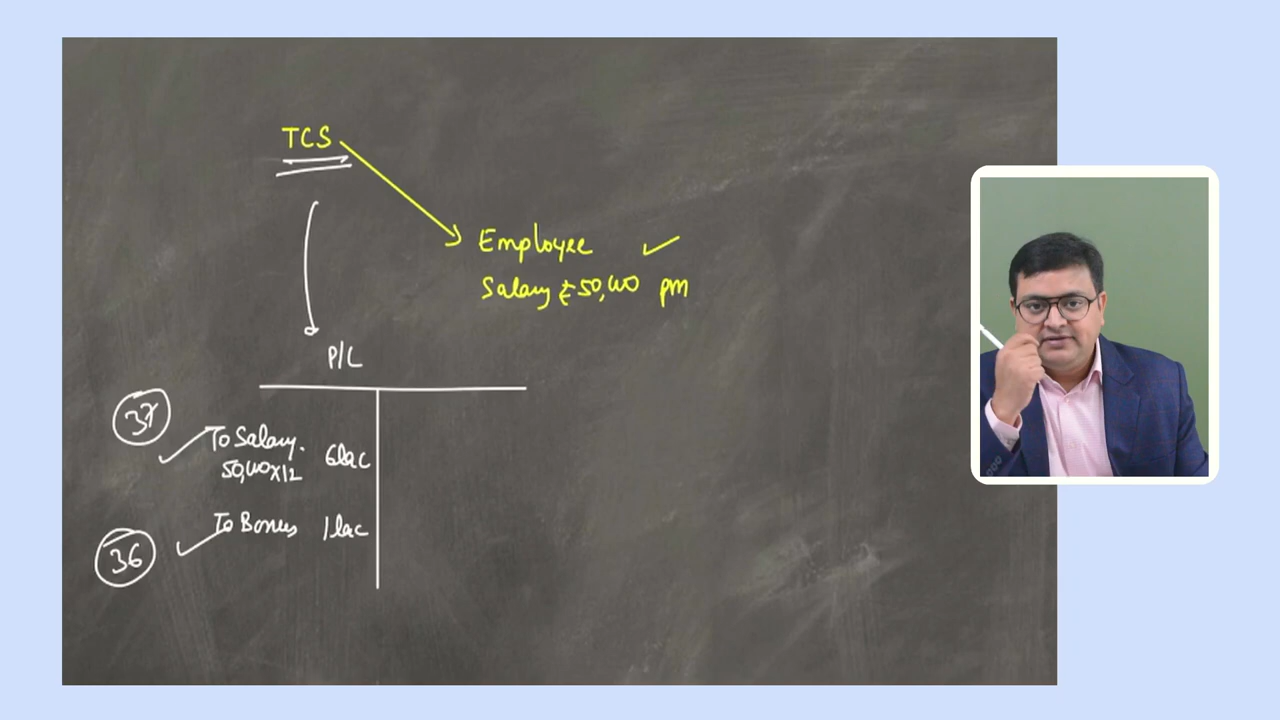 TCS
Employee
Salary ₹50,000 pm
P/L
37
To Salary. 6lac
50,000x12
To Bonus 1lac
36